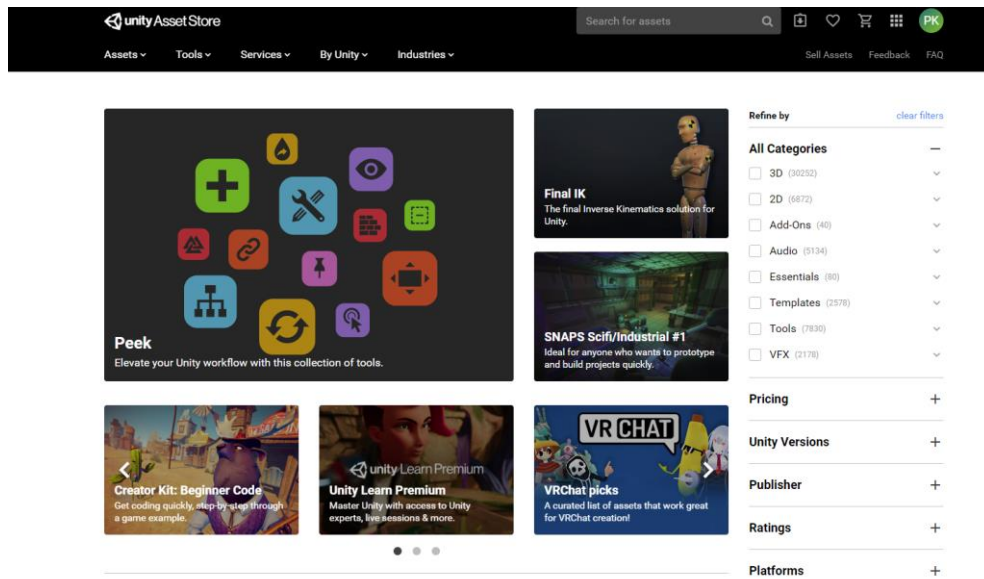 unity Asset Store
Search for assets
PK
Assets
Tools
Services
By Unity
Industries
Sell Assets
Feedback
FAQ
Peek
Elevate your Unity workflow with this collection of tools.
Final IK
The final Inverse Kinematics solution for
Unity.
SNAPS Scifi/Industrial #1
Ideal for anyone who wants to prototype
and build projects quickly.
Creator Kit: Beginner Code
Get coding quickly, step-by-step through
a game example.
unity Learn Premium
Unity Learn Premium
Master Unity with access to Unity
experts, live sessions & more.
VR CHAT
VRChat picks
A curated list of assets that work great
for VRChat creation!
Refine by
clear filters
All Categories
3D (30252)
2D (6872)
Add-Ons (40)
Audio (5134)
Essentials (80)
Templates (2578)
Tools (7830)
VFX (2178)
Pricing
Unity Versions
Publisher
Ratings
Platforms